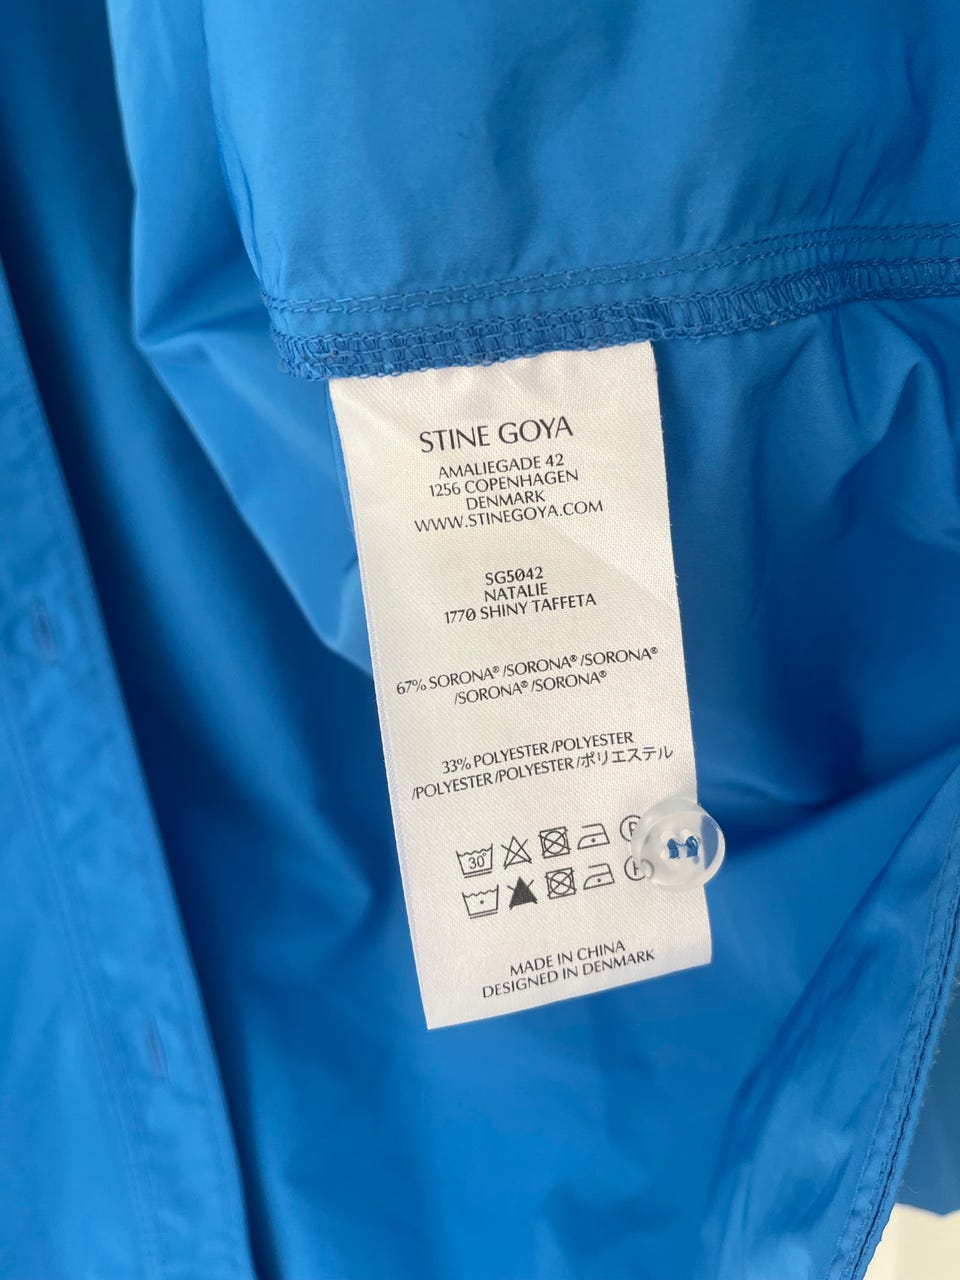 STINE GOYA
AMALIEGADE 42
1256 COPENHAGEN
DENMARK
WWW.STINEGOYA.COM
SG5042
NATALIE
1770 SHINY TAFFETA
67% SORONA® /SORONA® /SORONA®
/SORONA® /SORONA®
33% POLYESTER /POLYESTER
/POLYESTER /POLYESTER /ポリエステル
30°
MADE IN CHINA
DESIGNED IN DENMARK